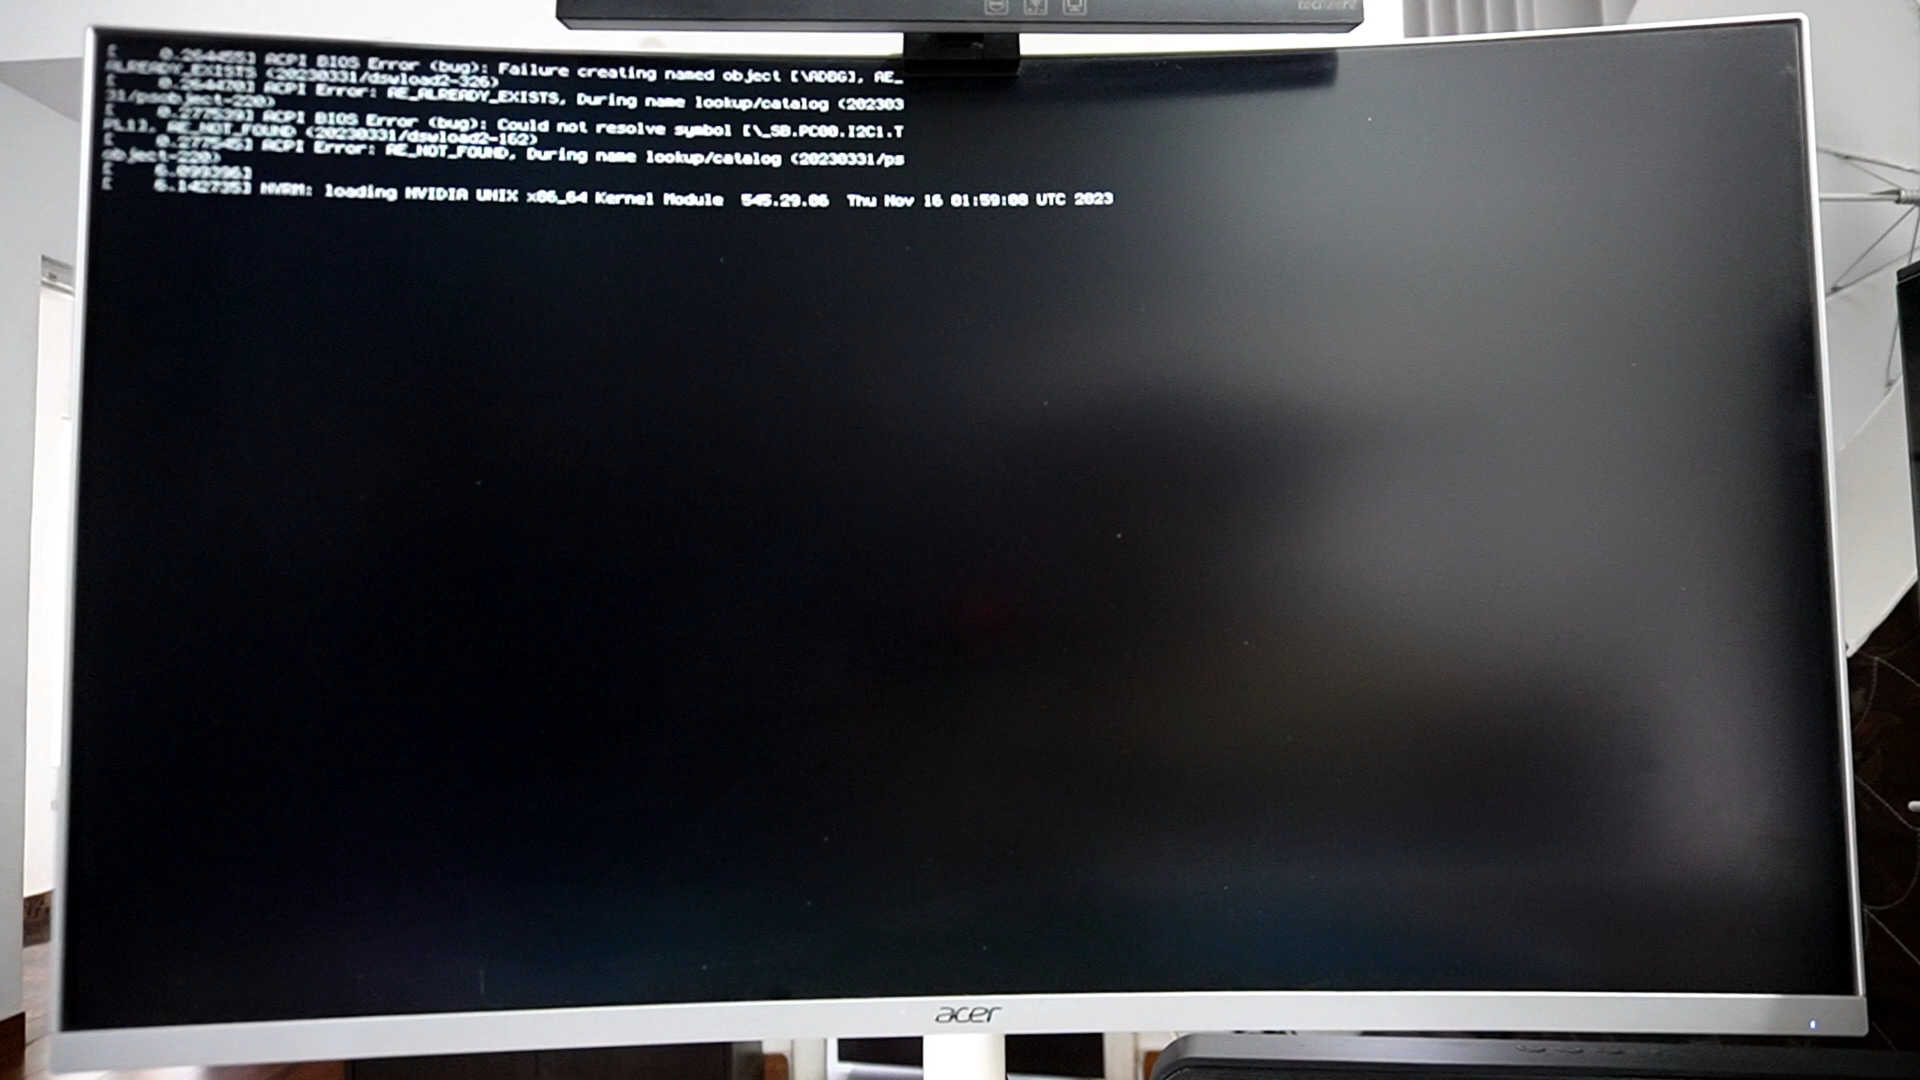 techzere
[    0.264455] ACPI BIOS Error (bug): Failure creating named object [\ADBG], AE_
ALREADY_EXISTS (20230331/dswload2-326)
[    0.264470] ACPI Error: AE_ALREADY_EXISTS, During name lookup/catalog (202303
31/psobject-220)
[    0.277539] ACPI BIOS Error (bug): Could not resolve symbol [\_SB.PC00.I2C1.T
PL1], AE_NOT_FOUND (20230331/dswload2-162)
[    0.277545] ACPI Error: AE_NOT_FOUND, During name lookup/catalog (20230331/ps
object-220)
[    6.099396]
[    6.142735] NVRM: loading NVIDIA UNIX x86_64 Kernel Module  545.29.06  Thu Nov 16 01:59:08 UTC 2023
acer